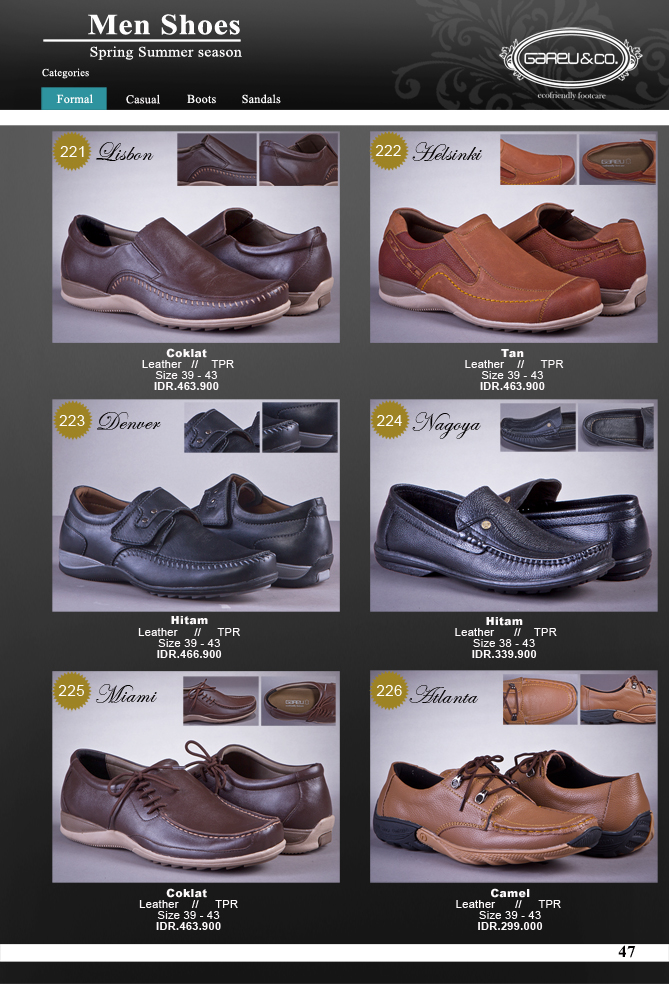 Men Shoes
Spring Summer season
Categories
Formal Casual Boots Sandals
GAREU & CO.
ecofriendly footcare
221 Lisbon
Coklat
Leather // TPR
Size 39 - 43
IDR.463.900
222 Helsinki
GAREU
Tan
Leather // TPR
Size 39 - 43
IDR.463.900
223 Denver
Hitam
Leather // TPR
Size 39 - 43
IDR.466.900
224 Nagoya
Hitam
Leather // TPR
Size 38 - 43
IDR.339.900
225 Miami
GAREU
Coklat
Leather // TPR
Size 39 - 43
IDR.463.900
226 Atlanta
Camel
Leather // TPR
Size 39 - 43
IDR.299.000
47